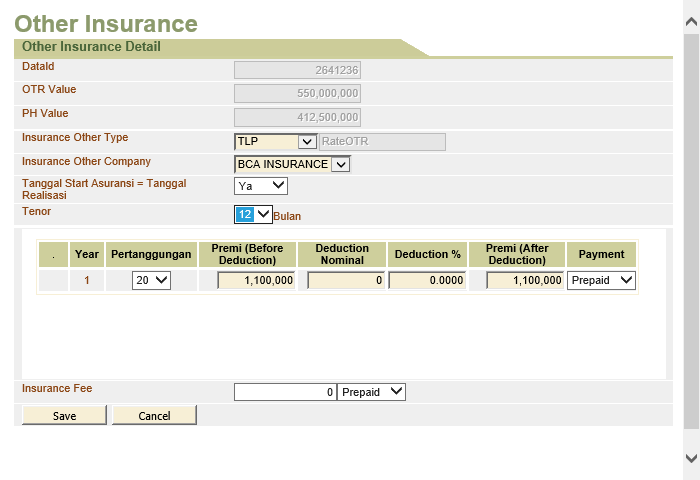 Other Insurance
Other Insurance Detail
DataId 2641236
OTR Value 550,000,000
PH Value 412,500,000
Insurance Other Type TLP RateOTR
Insurance Other Company BCA INSURANCE
Tanggal Start Asuransi = Tanggal
Realisasi Ya
Tenor 12 Bulan
. Year Pertanggungan Premi (Before Deduction) Deduction Nominal Deduction % Premi (After Deduction) Payment
1 20 1,100,000 0 0.0000 1,100,000 Prepaid
Insurance Fee 0 Prepaid
Save Cancel